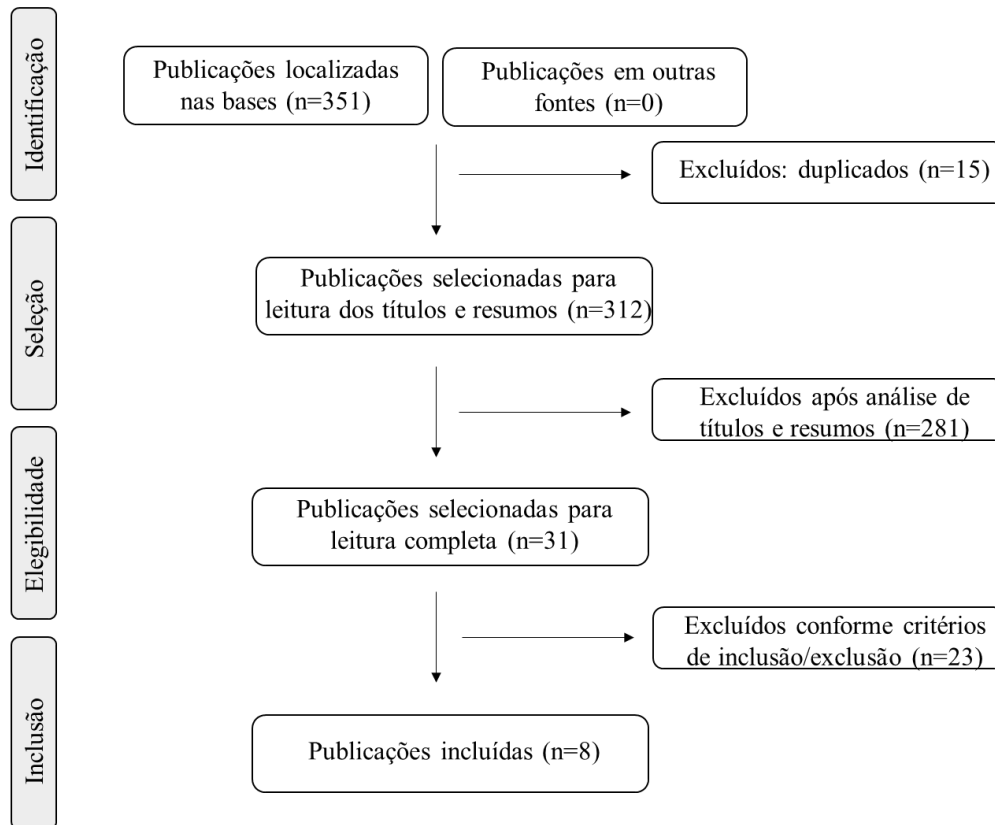 Identificação
Publicações localizadas
nas bases (n=351)
Publicações em outras
fontes (n=0)
Excluídos: duplicados (n=15)
Seleção
Publicações selecionadas para
leitura dos títulos e resumos (n=312)
Excluídos após análise de
títulos e resumos (n=281)
Elegibilidade
Publicações selecionadas para
leitura completa (n=31)
Excluídos conforme critérios
de inclusão/exclusão (n=23)
Inclusão
Publicações incluídas (n=8)